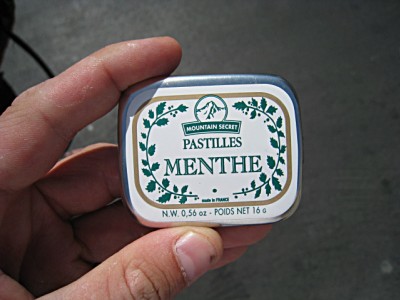 MOUNTAIN SECRET
PASTILLES
MENTHE
made in FRANCE
N.W. 0,56 oz - POIDS NET 16 g